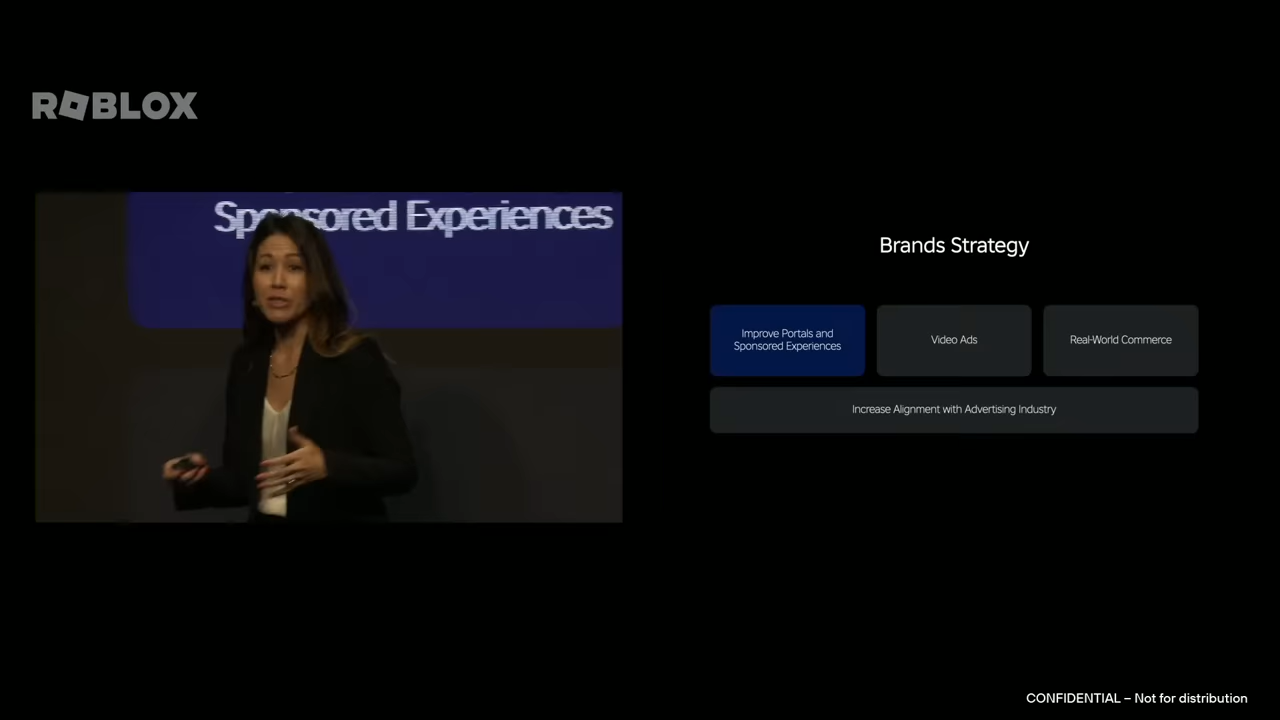 ROBLOX
Sponsored Experiences
Brands Strategy
Improve Portals and
Sponsored Experiences
Video Ads
Real-World Commerce
Increase Alignment with Advertising Industry
CONFIDENTIAL – Not for distribution